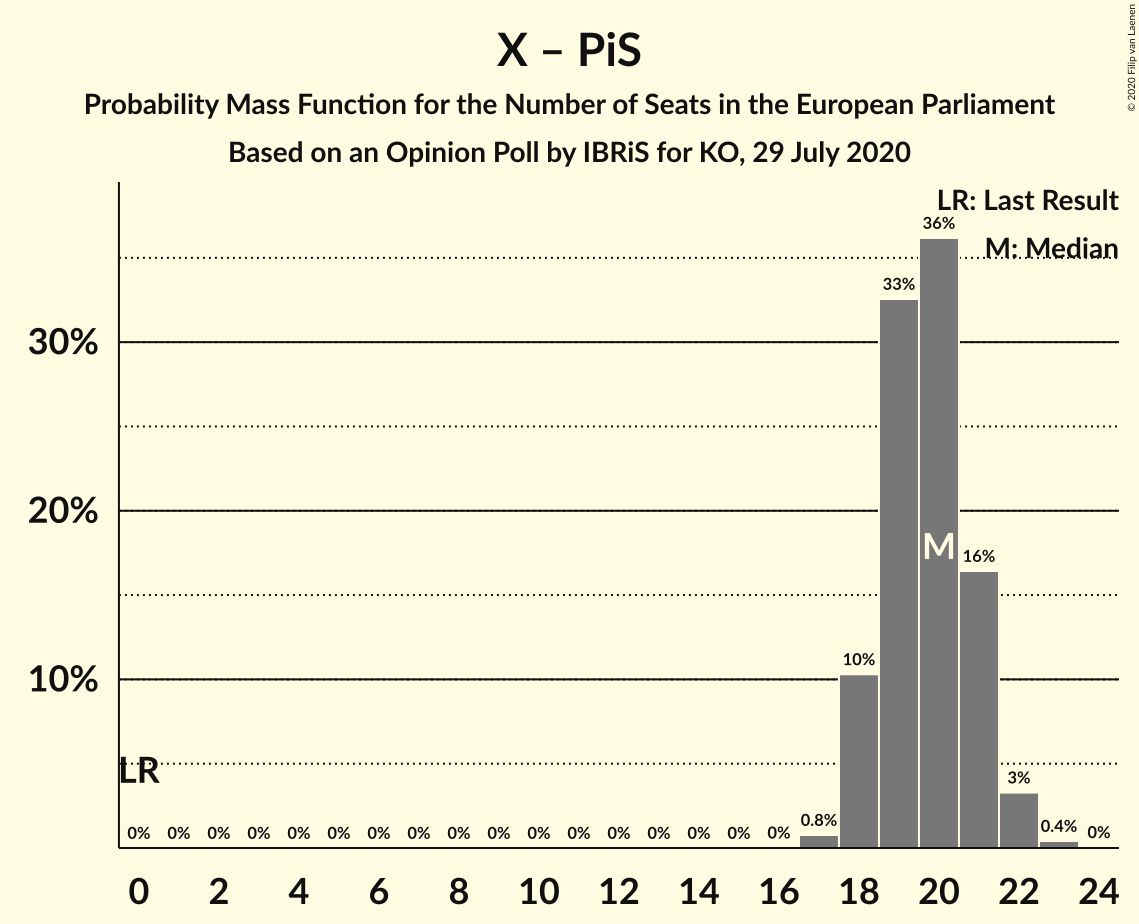 X – PiS
Probability Mass Function for the Number of Seats in the European Parliament
Based on an Opinion Poll by IBRiS for KO, 29 July 2020
© 2020 Filip van Laenen
LR: Last Result
M: Median
36%
33%
30%
20%
M
16%
10%
10%
LR
3%
0% 0% 0% 0% 0% 0% 0% 0% 0% 0% 0% 0% 0% 0% 0% 0% 0% 0.8% 0.4% 0%
0 2 4 6 8 10 12 14 16 18 20 22 24